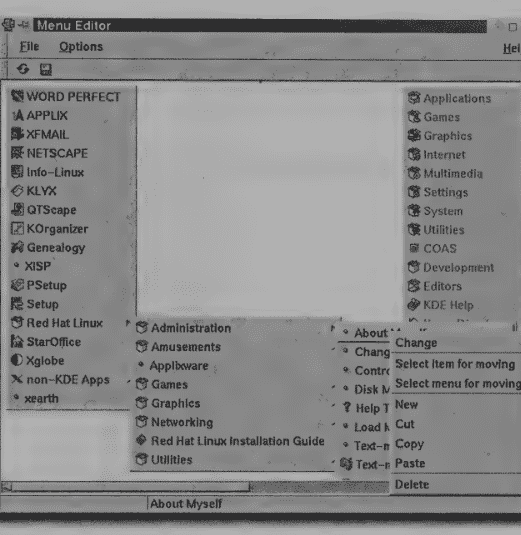 Menu Editor
File Options
WORD PERFECT
APPLIX
XFMAIL
NETSCAPE
Info-Linux
KLYX
QTScape
KOrganizer
Genealogy
XISP
PSetup
Setup
Red Hat Linux
StarOffice
Xglobe
non-KDE Apps
xearth
Applications
Games
Graphics
Internet
Multimedia
Settings
System
Utilities
COAS
Development
Editors
KDE Help
Administration
Amusements
Applixware
Games
Graphics
Networking
Red Hat Linux Installation Guide
Utilities
About
Disk M
? Help T
Load
Text-m
Text-m
Change
Select item for moving
Select menu for moving
New
Cut
Copy
Paste
Delete
About Myself